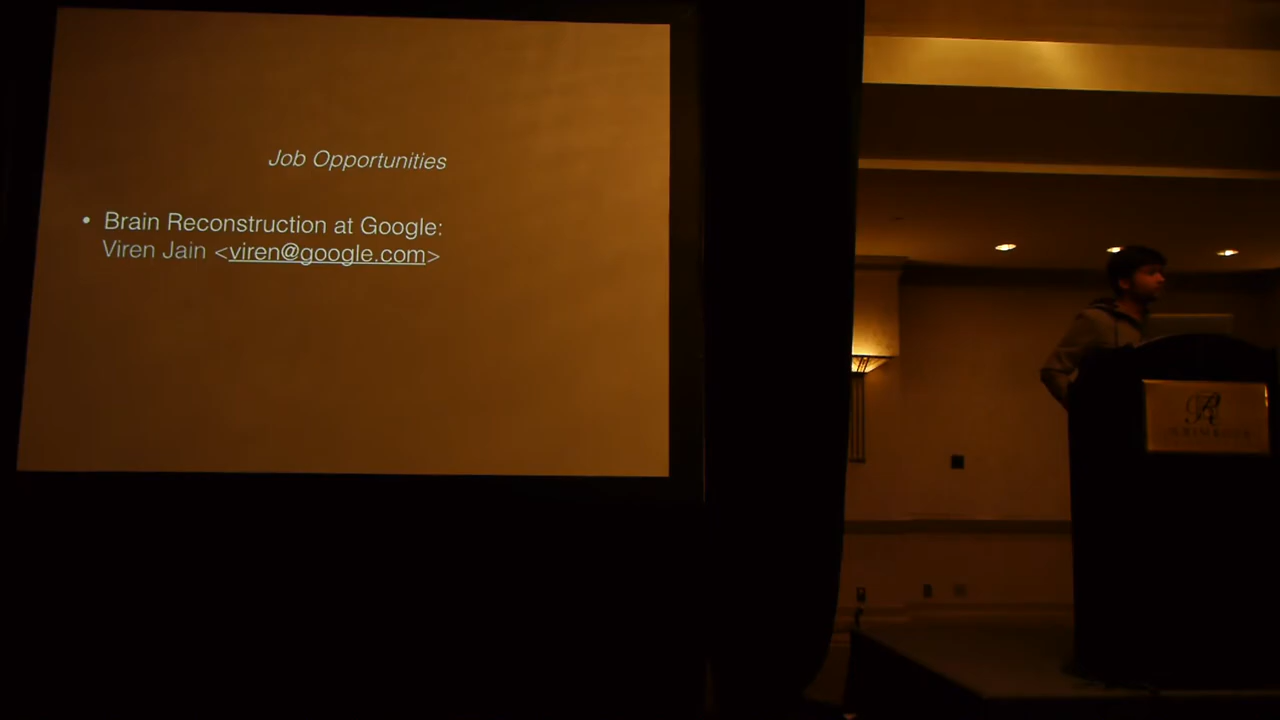 Job Opportunities
• Brain Reconstruction at Google:
Viren Jain <viren@google.com>
R